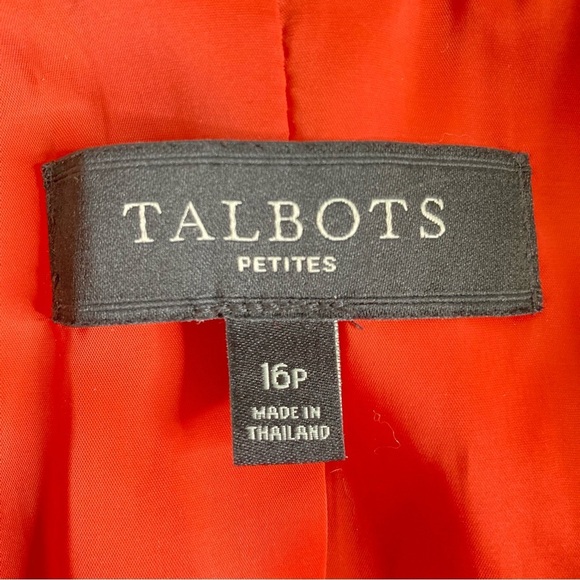 TALBOTS
PETITES
16P
MADE IN
THAILAND